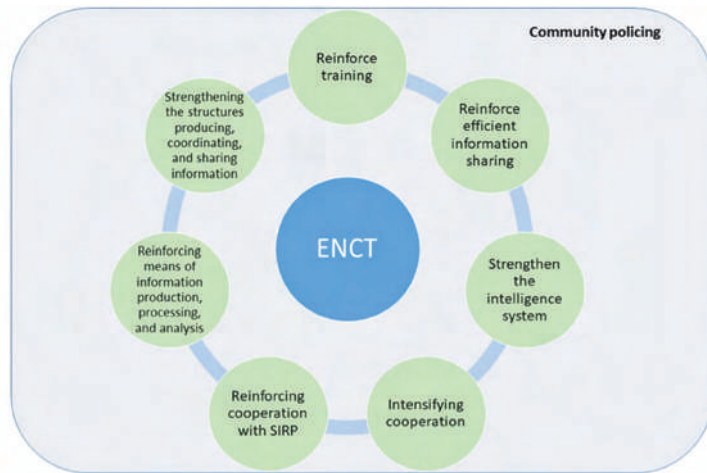 Community policing
Reinforce
training
Reinforce
efficient
information
sharing
Strengthen
the
intelligence
system
Intensifying
cooperation
Reinforcing
cooperation
with SIRP
Reinforcing
means of
information
production,
processing,
and analysis
Strengthening
the structures
producing,
coordinating,
and sharing
information
ENCT